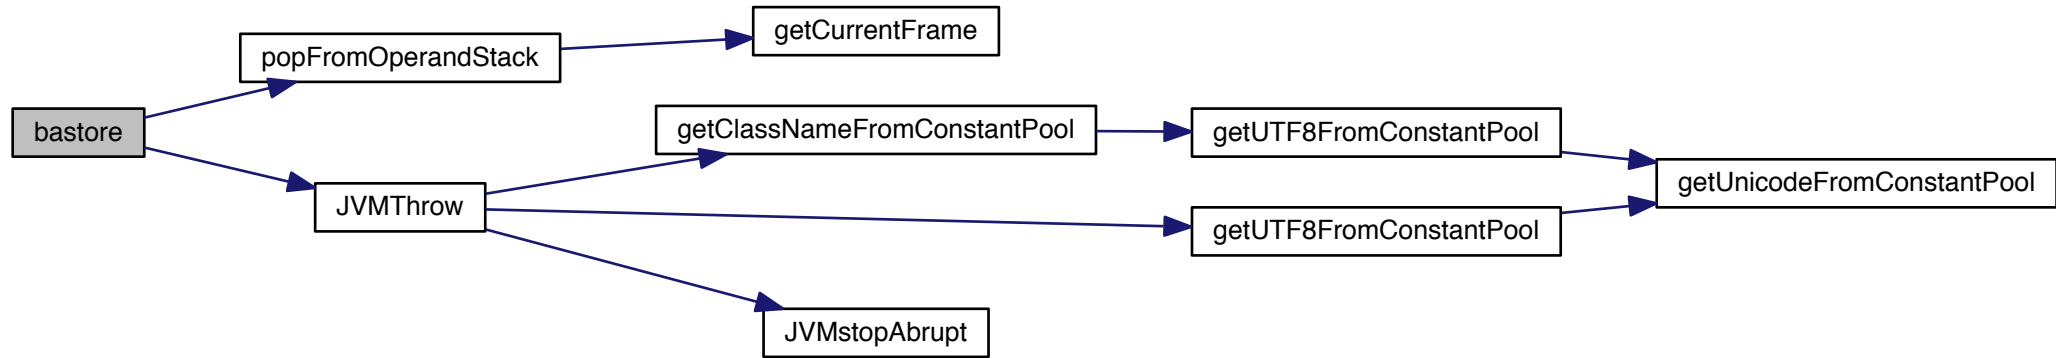 bastore
popFromOperandStack
getCurrentFrame
JVMThrow
getClassNameFromConstantPool
getUTF8FromConstantPool
getUTF8FromConstantPool
getUnicodeFromConstantPool
JVMstopAbrupt